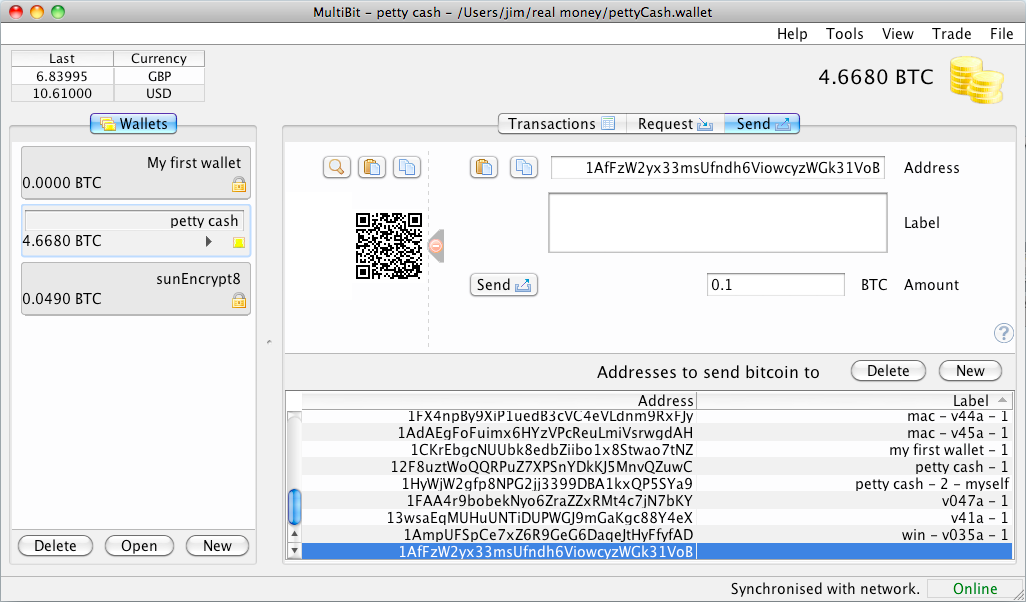 MultiBit – petty cash – /Users/jim/real money/pettyCash.wallet
Help Tools View Trade File
Last Currency
6.83995 GBP
10.61000 USD
4.6680 BTC
Wallets
Transactions Request Send
My first wallet
0.0000 BTC
petty cash
4.6680 BTC
sunEncrypt8
0.0490 BTC
1AfFzW2yx33msUfndh6ViowcyzWGk31VoB Address
Label
Send 0.1 BTC Amount
?
Addresses to send bitcoin to Delete New
Address Label
1FX4npBy9XiP1uedB3cVC4eVLdnm9RxFJy mac – v44a – 1
1AdAEgFoFuimx6HYzVPcReuLmiVsrwgdAH mac – v45a – 1
1CKrEbgcNUUbk8edbZiibo1x8Stwao7tNZ my first wallet – 1
12F8uztWoQQRPuZ7XPSnYDkKJ5MnvQZuwC petty cash – 1
1HyWjW2gfp8NPG2jj3399DBA1kxQP5SYa9 petty cash – 2 – myself
1FAA4r9bobekNyo6ZraZZxRMt4c7jN7bKY v047a – 1
13wsaEqMUHuUNTiDUPWGJ9mGaKgc88Y4eX v41a – 1
1AmpUFSpCe7xZ6R9GeG6DaqeJtHyFfyfAD win – v035a – 1
1AfFzW2yx33msUfndh6ViowcyzWGk31VoB
Delete Open New
Synchronised with network. Online